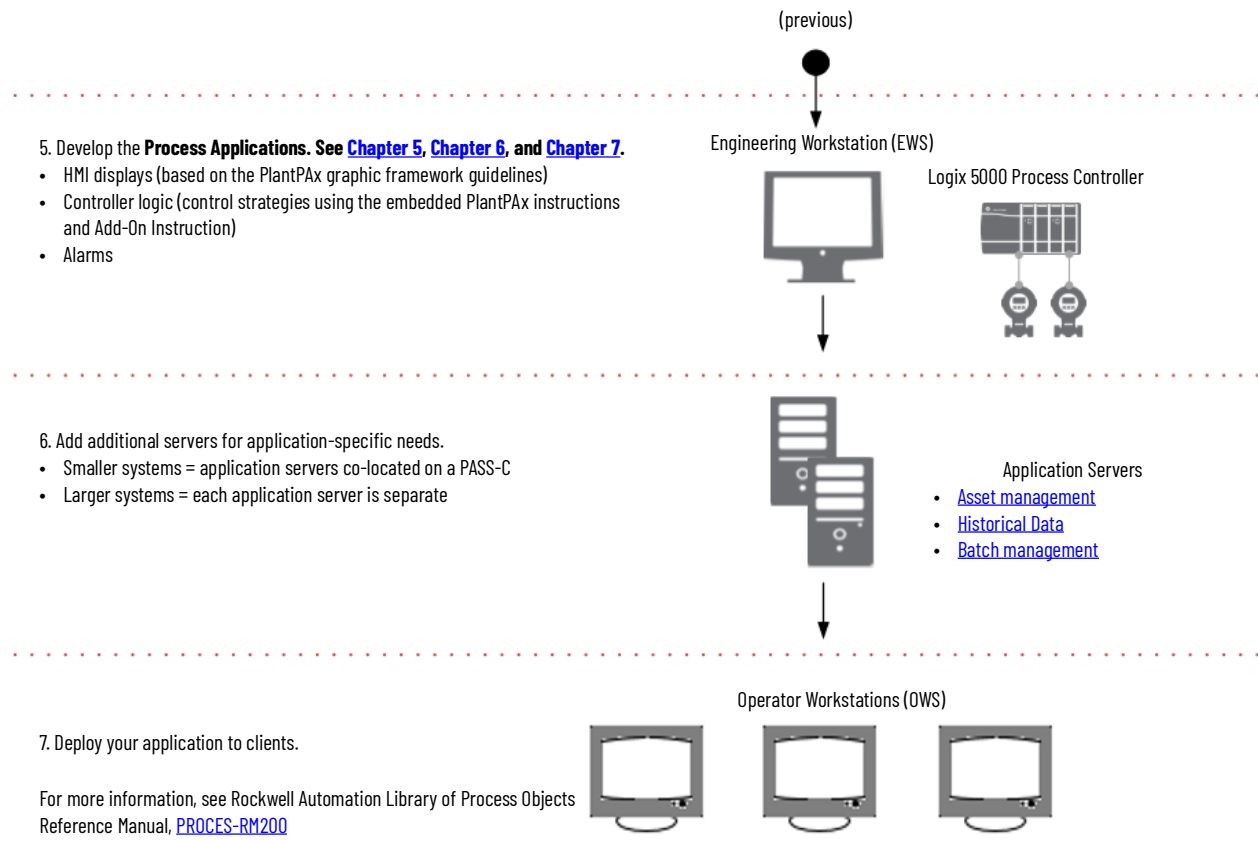 (previous)
5. Develop the Process Applications. See Chapter 5, Chapter 6, and Chapter 7.
• HMI displays (based on the PlantPAx graphic framework guidelines)
• Controller logic (control strategies using the embedded PlantPAx instructions
and Add-On Instruction)
• Alarms
Engineering Workstation (EWS)
Logix 5000 Process Controller
6. Add additional servers for application-specific needs.
• Smaller systems = application servers co-located on a PASS-C
• Larger systems = each application server is separate
Application Servers
• Asset management
• Historical Data
• Batch management
Operator Workstations (OWS)
7. Deploy your application to clients.
For more information, see Rockwell Automation Library of Process Objects
Reference Manual, PROCES-RM200